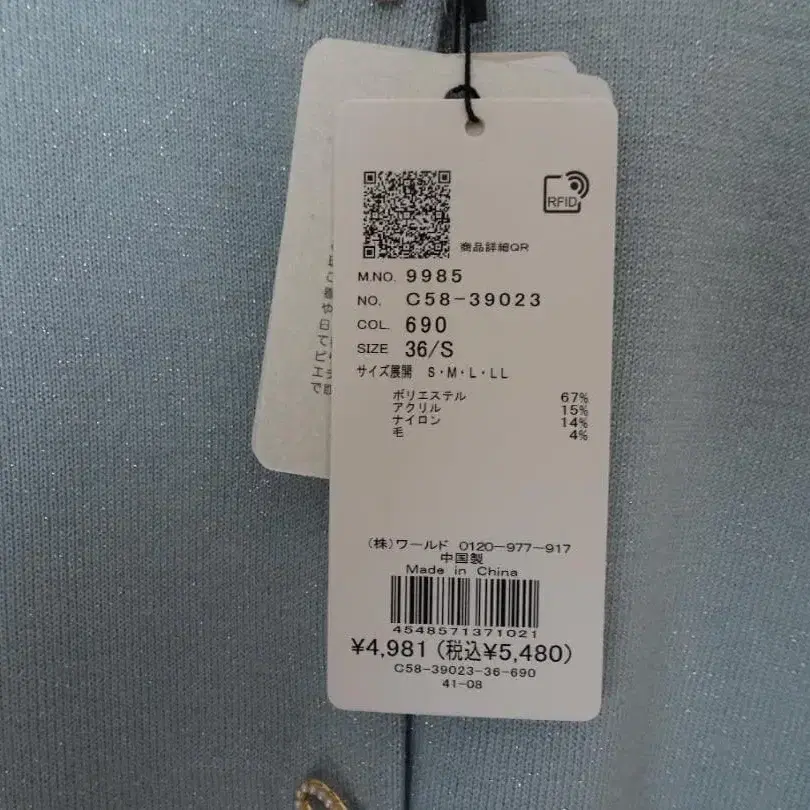 RFID
商品詳細QR
M.NO. 9985
NO. C58-39023
COL. 690
SIZE 36/S
サイズ展開 S・M・L・LL
ポリエステル 67%
アクリル 15%
ナイロン 14%
毛 4%
(株)ワールド 0120-977-917
中国製
Made in China
4548571371021
¥4,981(税込¥5,480)
C58-39023-36-690
41-08